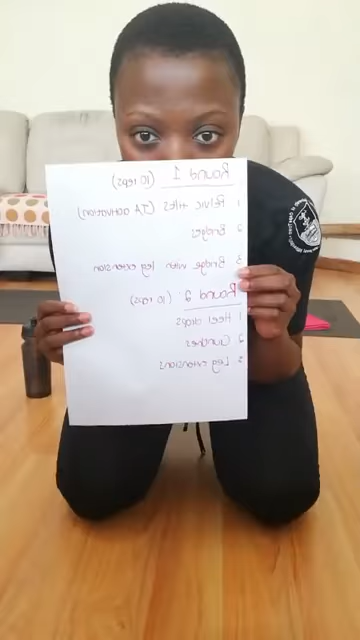 Round 1 (10 reps)
1 Pelvic tilts (TA activation)
2 Bridges
3 Bridge with leg extension
Round 2 (10 reps)
1 Heel drops
2 Crunches
3 Leg extensions